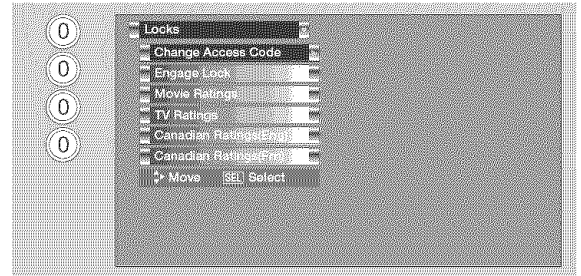 0
0
0
0
Locks
Change Access Code
Engage Lock
Movie Ratings
TV Ratings
Canadian Ratings(Eng)
Canadian Ratings(Frn)
Move SEL Select